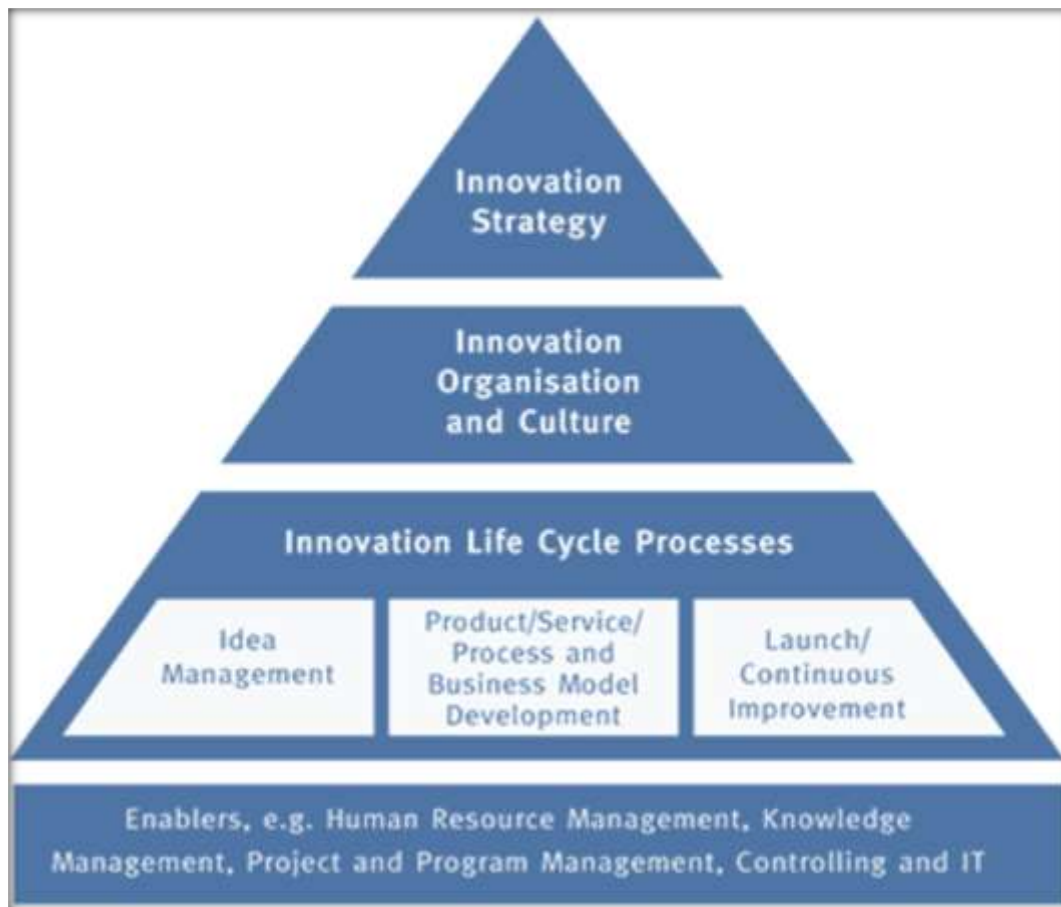 Innovation
Strategy
Innovation
Organisation
and Culture
Innovation Life Cycle Processes
Idea
Management
Product/Service/
Process and
Business Model
Development
Launch/
Continuous
Improvement
Enablers, e.g. Human Resource Management, Knowledge
Management, Project and Program Management, Controlling and IT